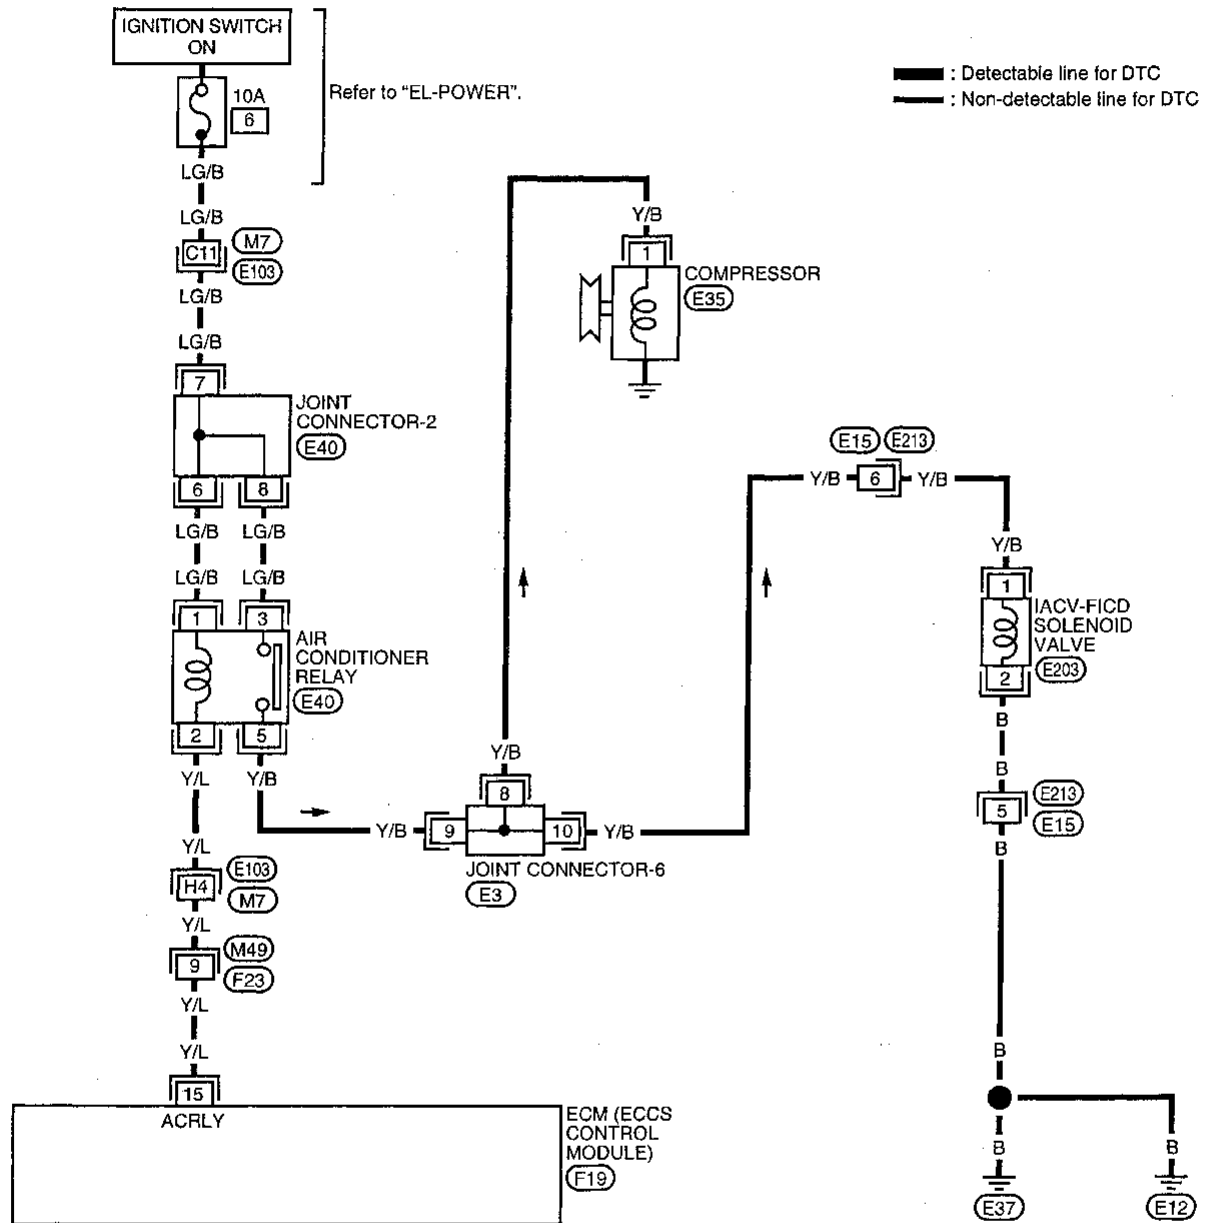 IGNITION SWITCH
ON
10A
6
Refer to "EL-POWER".
: Detectable line for DTC
: Non-detectable line for DTC
LG/B
LG/B
C11
M7
E103
LG/B
LG/B
7
JOINT
CONNECTOR-2
E40
6
8
LG/B
LG/B
LG/B
LG/B
1
3
AIR
CONDITIONER
RELAY
E40
2
5
Y/L
Y/B
Y/L
E103
H4
M7
Y/L
M49
9
F23
Y/L
Y/L
15
ACRLY
ECM (ECCS
CONTROL
MODULE)
F19
Y/B
1
COMPRESSOR
E35
Y/B
8
Y/B
9
10
Y/B
JOINT CONNECTOR-6
E3
E15
E213
Y/B
6
Y/B
Y/B
1
IACV-FICD
SOLENOID
VALVE
E203
2
B
B
E213
5
E15
B
B
B
B
E37
E12